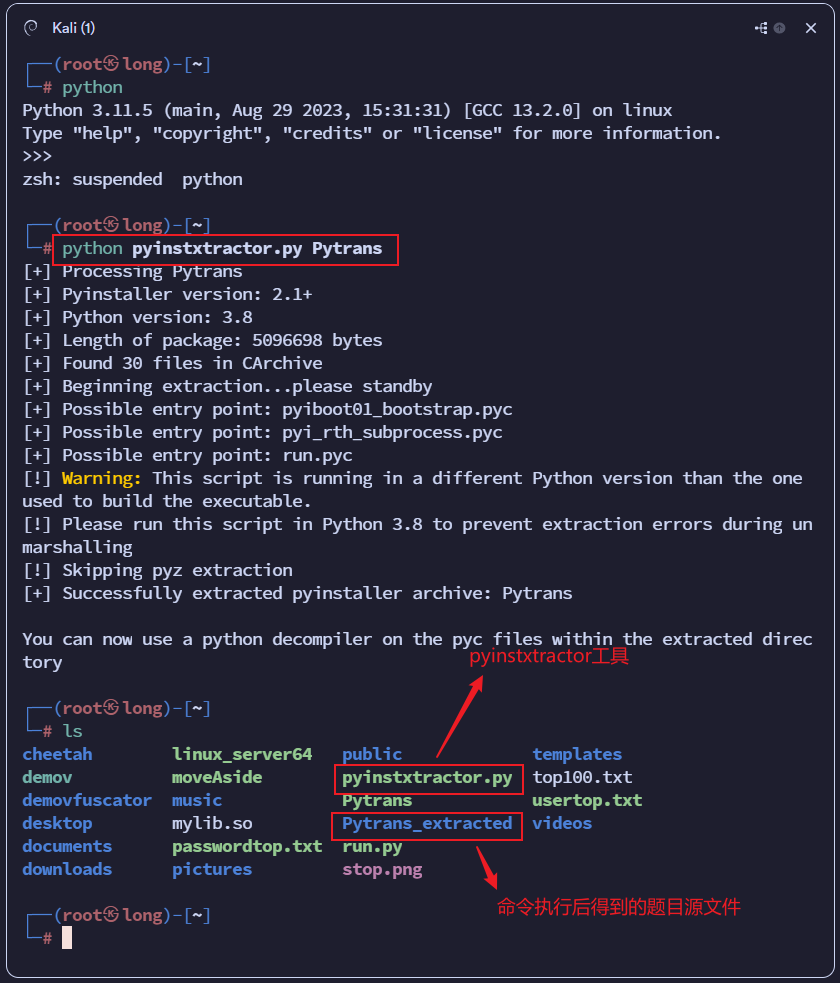 Kali (1)
┌──(root㉿long)-[~]
└─# python
Python 3.11.5 (main, Aug 29 2023, 15:31:31) [GCC 13.2.0] on linux
Type "help", "copyright", "credits" or "license" for more information.
>>>
zsh: suspended  python
┌──(root㉿long)-[~]
└─# python pyinstxtractor.py Pytrans
[+] Processing Pytrans
[+] Pyinstaller version: 2.1+
[+] Python version: 3.8
[+] Length of package: 5096698 bytes
[+] Found 30 files in CArchive
[+] Beginning extraction...please standby
[+] Possible entry point: pyiboot01_bootstrap.pyc
[+] Possible entry point: pyi_rth_subprocess.pyc
[+] Possible entry point: run.pyc
[!] Warning: This script is running in a different Python version than the one
used to build the executable.
[!] Please run this script in Python 3.8 to prevent extraction errors during un
marshalling
[!] Skipping pyz extraction
[+] Successfully extracted pyinstaller archive: Pytrans
You can now use a python decompiler on the pyc files within the extracted direc
tory
pyinstxtractor工具
┌──(root㉿long)-[~]
└─# ls
cheetah        linux_server64   public             templates
demov          moveAside        pyinstxtractor.py  top100.txt
demovfuscator  music            Pytrans            usertop.txt
desktop        mylib.so         Pytrans_extracted  videos
documents      passwordtop.txt  run.py
downloads      pictures         stop.png
命令执行后得到的题目源文件
┌──(root㉿long)-[~]
└─#